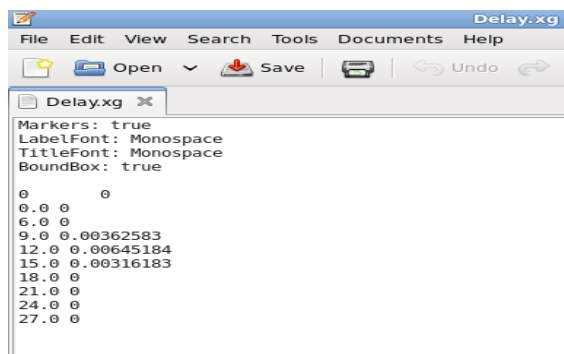 Delay.xg
File Edit View Search Tools Documents Help
Open Save Undo
Delay.xg
Markers: true
LabelFont: Monospace
TitleFont: Monospace
BoundBox: true
0 0
0.0 0
6.0 0
9.0 0.00362583
12.0 0.00645184
15.0 0.00316183
18.0 0
21.0 0
24.0 0
27.0 0